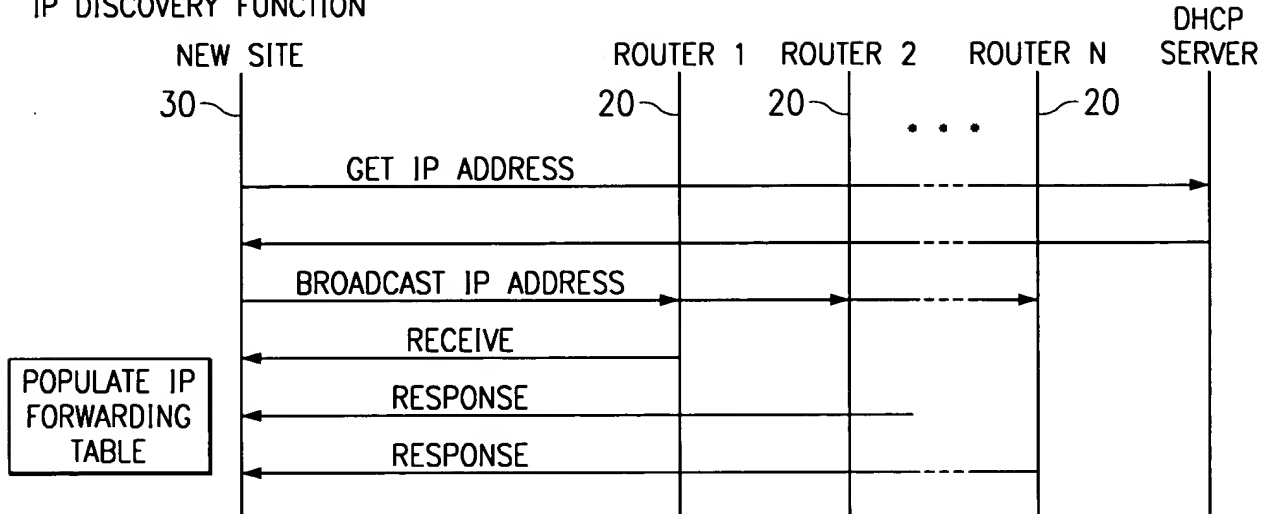 IP DISCOVERY FUNCTION
DHCP
SERVER
NEW SITE
ROUTER 1
ROUTER 2
ROUTER N
30
20
20
20
GET IP ADDRESS
BROADCAST IP ADDRESS
RECEIVE
RESPONSE
RESPONSE
POPULATE IP
FORWARDING
TABLE